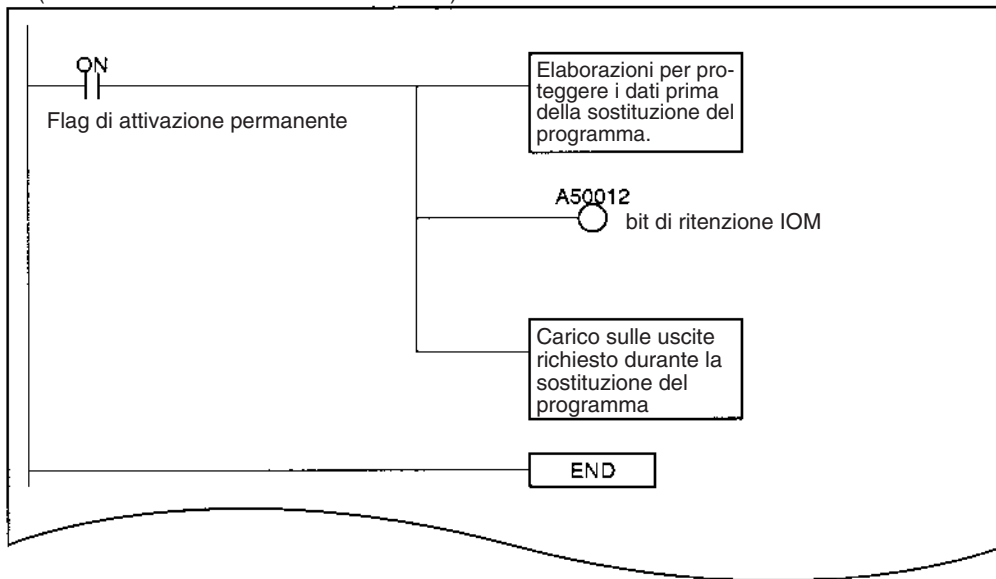 ON
Flag di attivazione permanente
Elaborazioni per pro-
teggere i dati prima
della sostituzione del
programma.
A50012
bit di ritenzione IOM
Carico sulle uscite
richiesto durante la
sostituzione del
programma
END